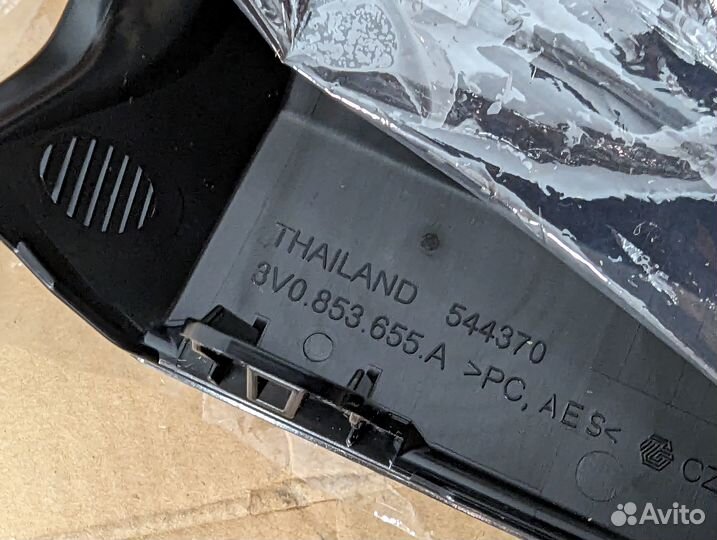 THAILAND 544370
3V0.853.655.A >PC, AES< CZ
Avito